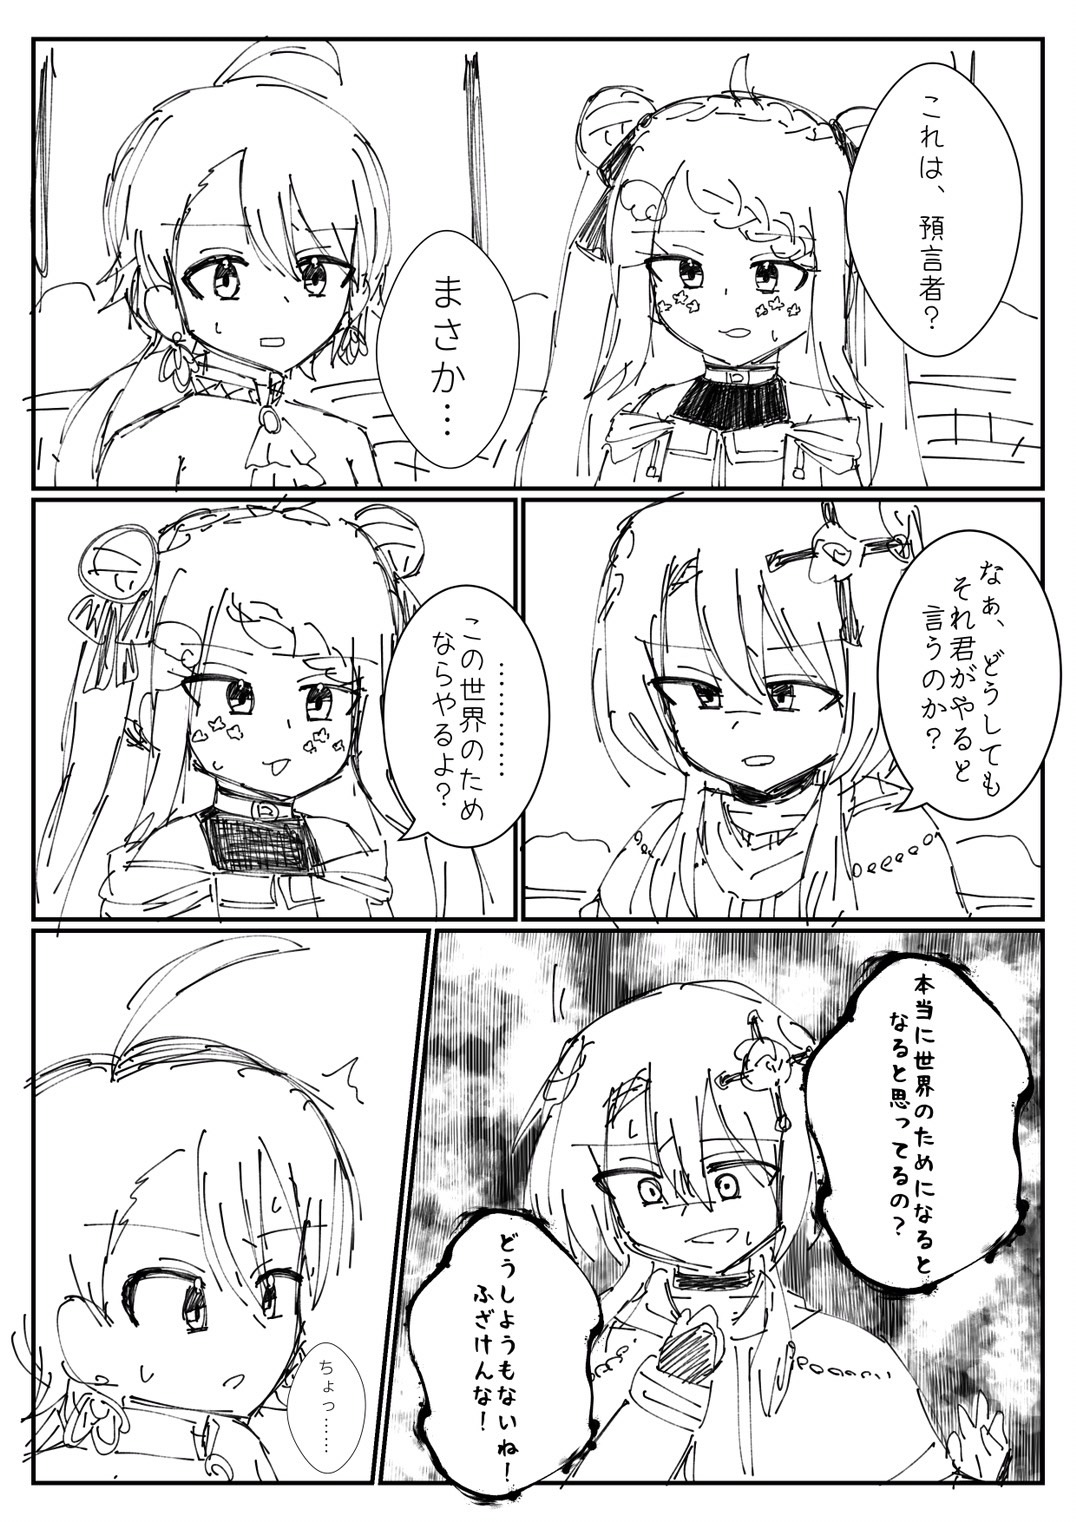 これは、預言者？
まさか…
なぁ、どうしても
それ君がやると
言うのか？
…………
この世界のため
ならやるよ？
本当に世界のためになると
なると思ってるの？
どうしようもないね！
ふざけんな！
ちょっ……